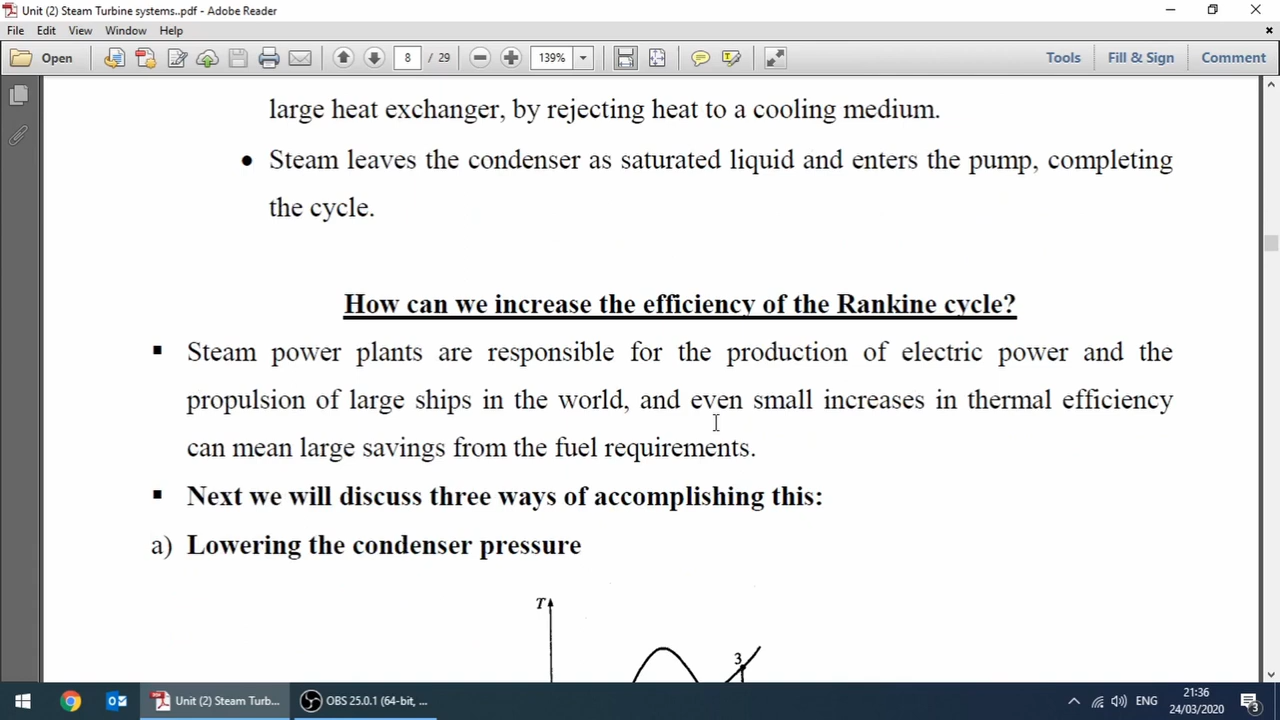 Unit (2) Steam Turbine systems..pdf - Adobe Reader
File Edit View Window Help
Open 8 / 29 139% Tools Fill & Sign Comment
large heat exchanger, by rejecting heat to a cooling medium.
• Steam leaves the condenser as saturated liquid and enters the pump, completing
the cycle.
How can we increase the efficiency of the Rankine cycle?
▪ Steam power plants are responsible for the production of electric power and the
propulsion of large ships in the world, and even small increases in thermal efficiency
can mean large savings from the fuel requirements.
▪ Next we will discuss three ways of accomplishing this:
a) Lowering the condenser pressure
T
3
Unit (2) Steam Turb... OBS 25.0.1 (64-bit, ... ENG 21:36
24/03/2020 3